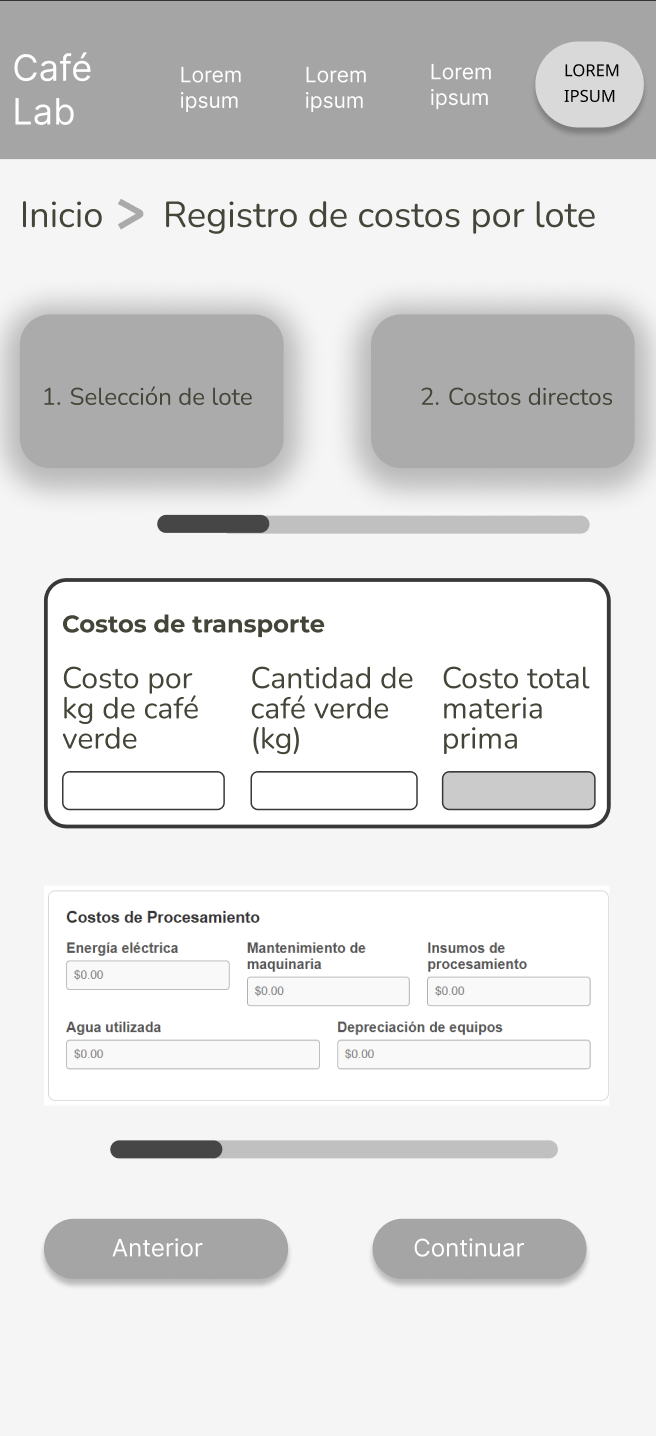 Café
Lab
Lorem
ipsum
Lorem
ipsum
Lorem
ipsum
LOREM
IPSUM
Inicio > Registro de costos por lote
1. Selección de lote
2. Costos directos
Costos de transporte
Costo por
kg de café
verde
Cantidad de
café verde
(kg)
Costo total
materia
prima
Costos de Procesamiento
Energía eléctrica
$0.00
Mantenimiento de
maquinaria
$0.00
Insumos de
procesamiento
$0.00
Agua utilizada
$0.00
Depreciación de equipos
$0.00
Anterior
Continuar